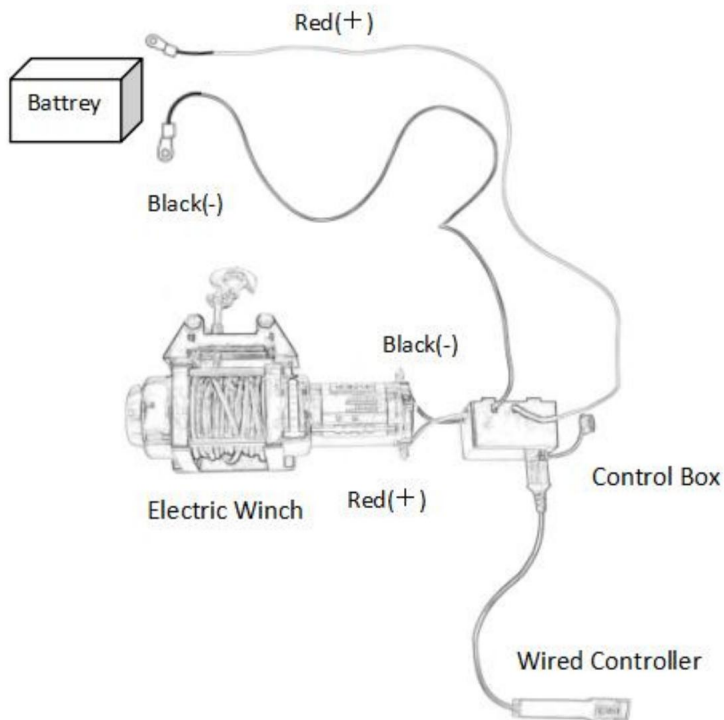 Red(+)
Battrey
Black(-)
Black(-)
Control Box
Red(+)
Electric Winch
Wired Controller